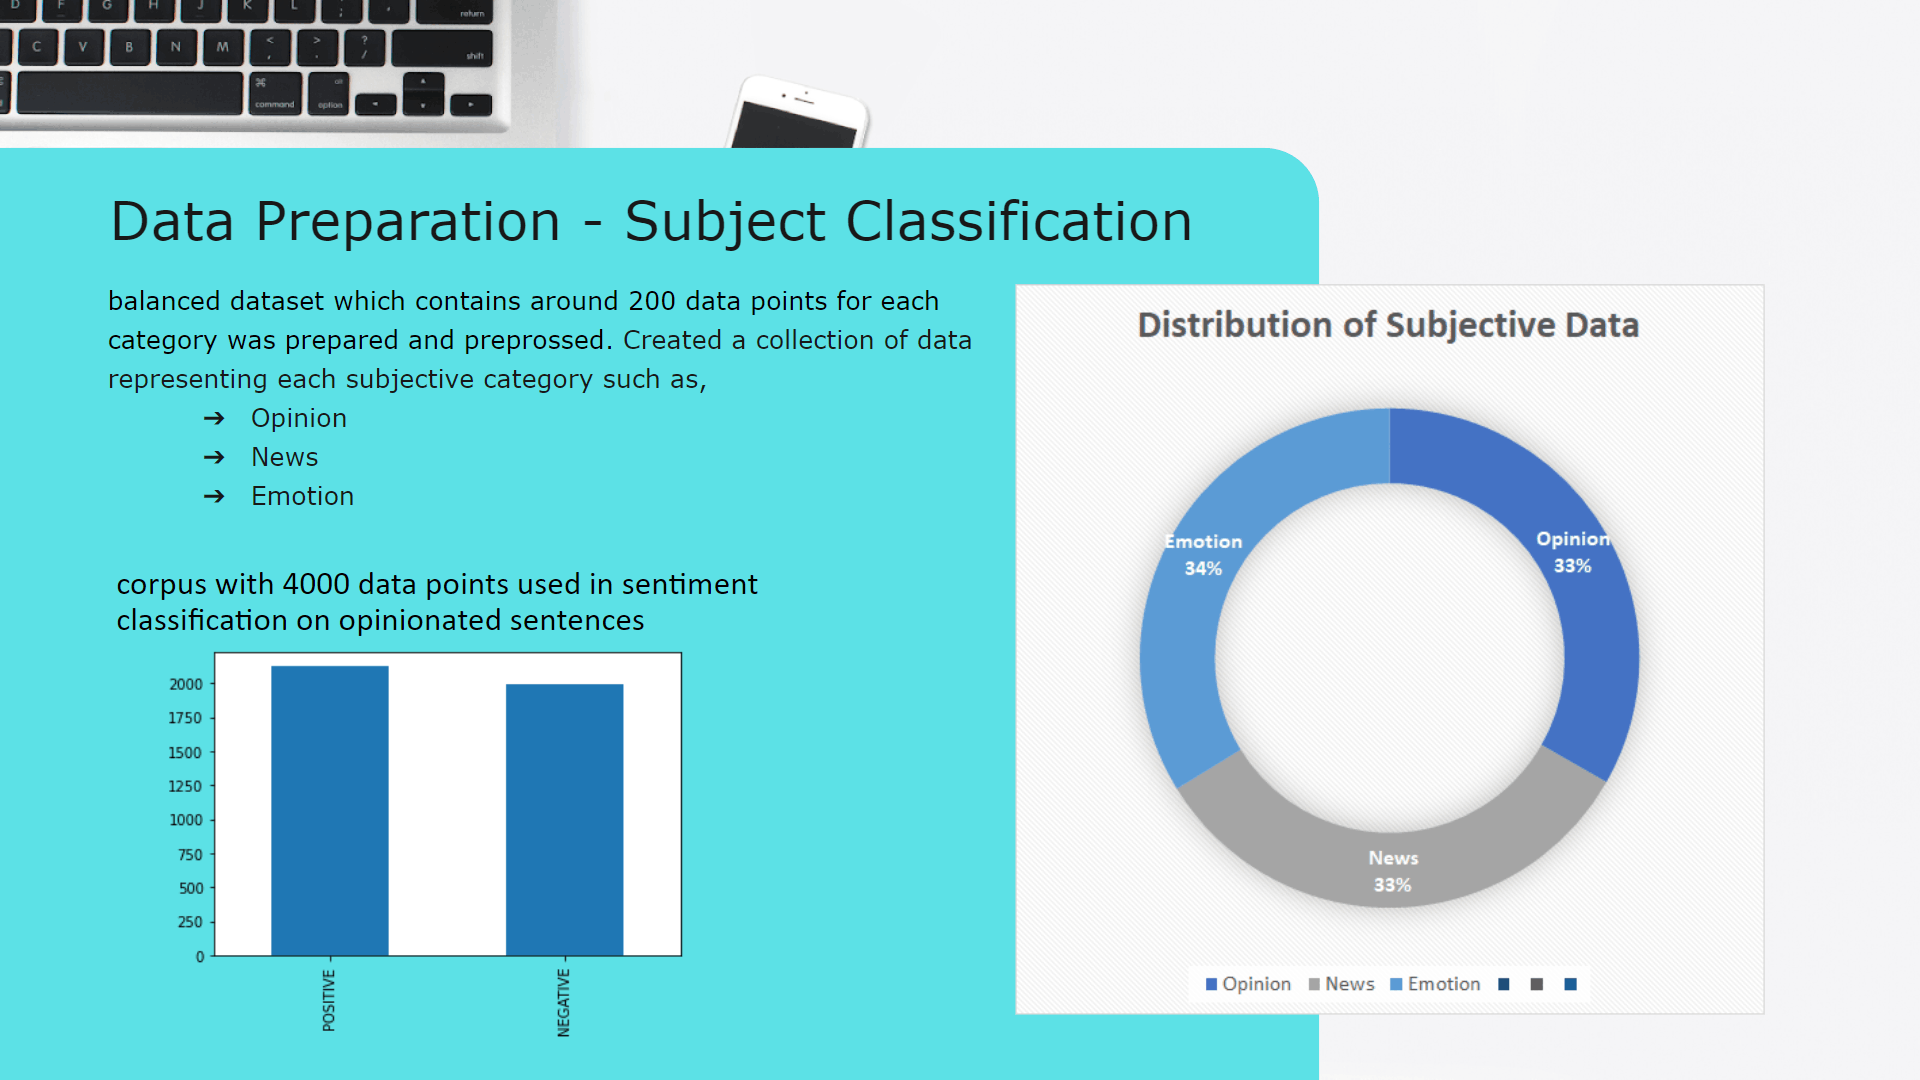 D F G H J K L ; , return
C V B N M < , > . ? / shift
⌘ command alt option
Data Preparation - Subject Classification
balanced dataset which contains around 200 data points for each
category was prepared and preprossed. Created a collection of data
representing each subjective category such as,
➔ Opinion
➔ News
➔ Emotion
corpus with 4000 data points used in sentiment
classification on opinionated sentences
2000
1750
1500
1250
1000
750
500
250
0
POSITIVE
NEGATIVE
Distribution of Subjective Data
Emotion
34%
Opinion
33%
News
33%
Opinion News Emotion